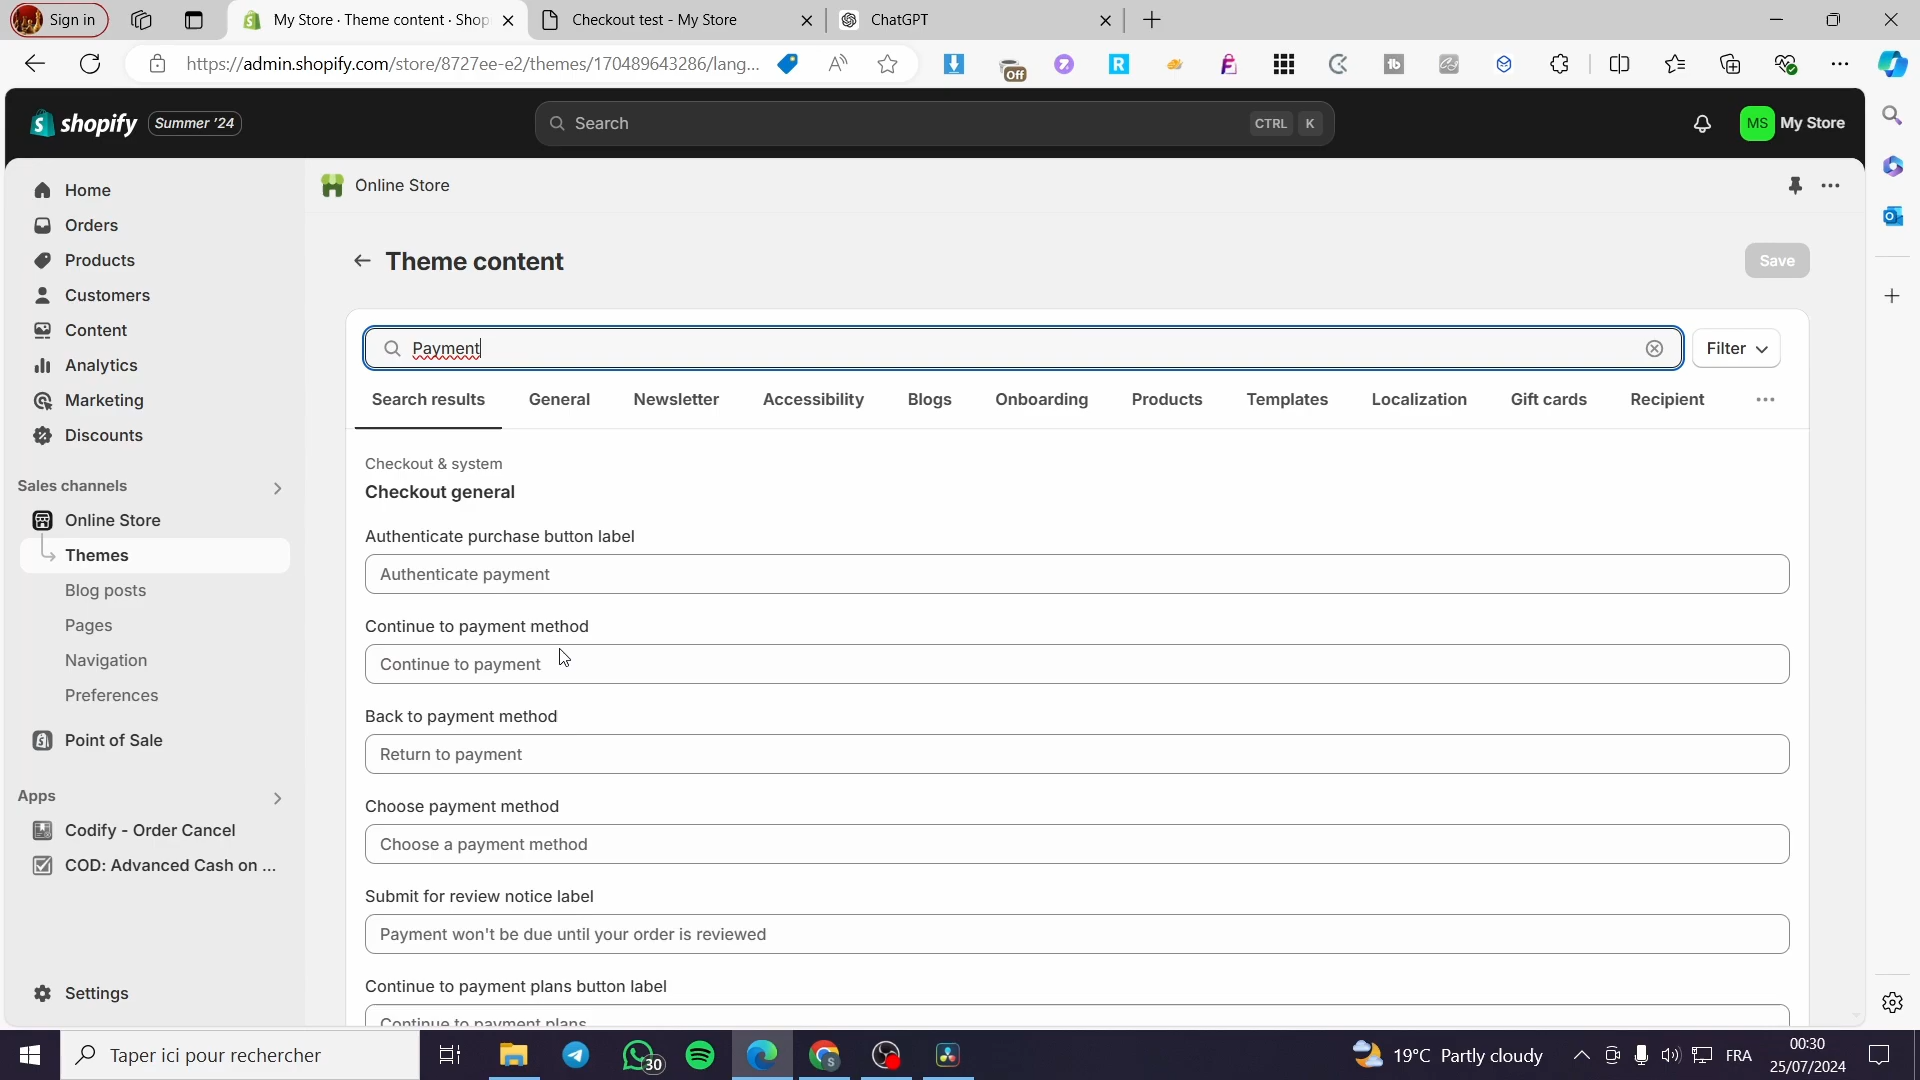 Sign in
My Store · Theme content · Shop
Checkout test - My Store
ChatGPT
https://admin.shopify.com/store/8727ee-e2/themes/170489643286/lang...
Off
shopify
Summer '24
Search
CTRL
K
MS
My Store
Home
Orders
Products
Customers
Content
Analytics
Marketing
Discounts
Sales channels
Online Store
Themes
Blog posts
Pages
Navigation
Preferences
Point of Sale
Apps
Codify - Order Cancel
COD: Advanced Cash on ...
Settings
Online Store
Theme content
Save
Payment
Filter
Search results
General
Newsletter
Accessibility
Blogs
Onboarding
Products
Templates
Localization
Gift cards
Recipient
Checkout & system
Checkout general
Authenticate purchase button label
Authenticate payment
Continue to payment method
Continue to payment
Back to payment method
Return to payment
Choose payment method
Choose a payment method
Submit for review notice label
Payment won't be due until your order is reviewed
Continue to payment plans button label
Continue to payment plans
Taper ici pour rechercher
30
19°C Partly cloudy
FRA
00:30
25/07/2024